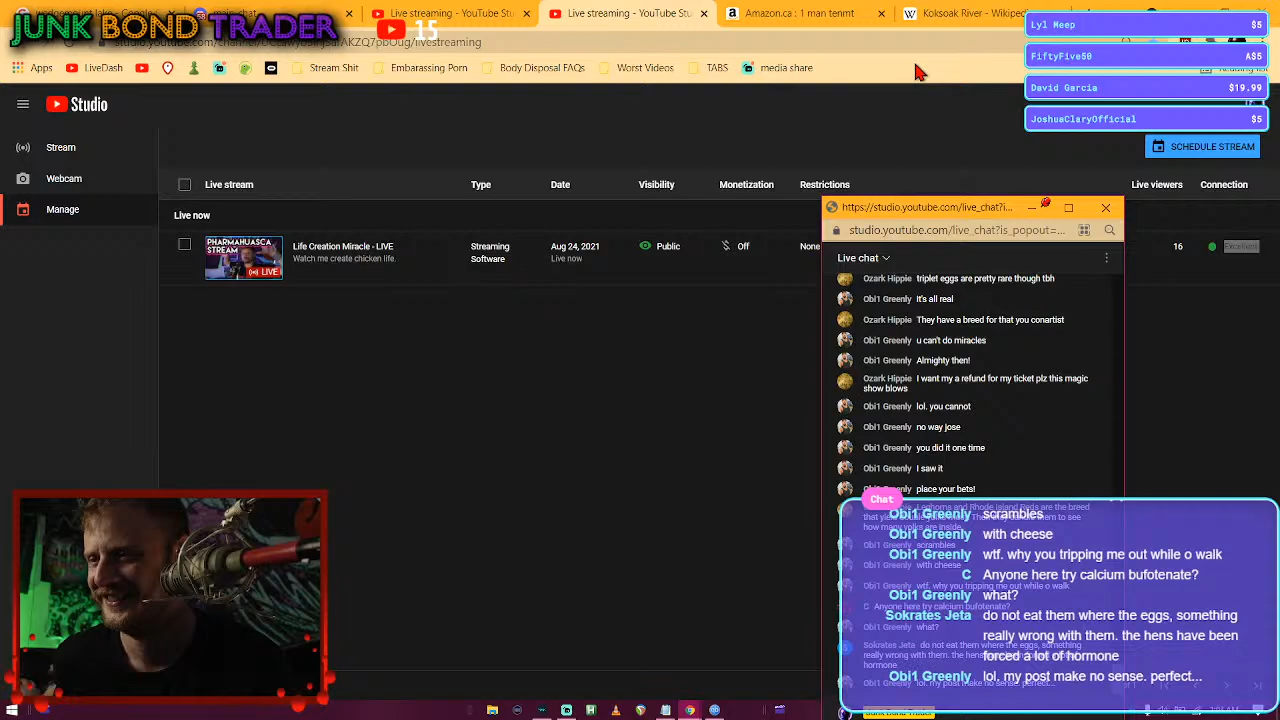 JUNK BOND TRADER
15
YouTube Stu
Live streaming - YouTube Stu
Amazon.ca : 1 man tenm
Koksoak River - Wikip
Lyl Meep $5
FiftyFive50 A$5
David Garcia $19.99
JoshuaClaryOfficial $5
Apps
LiveDash
Stream Shit
Embarassing Porn
Body Disposal FAQs
Worst Videos
TABS
media share
Studio
SCHEDULE STREAM
Stream
Webcam
Manage
Live stream Type Date Visibility Monetization Restrictions Live viewers Connection
Live now
Life Creation Miracle - LIVE
Watch me create chicken life.
PHARMAHUASCA
STREAM
LIVE
Streaming
Software
Aug 24, 2021
Live now
Public
Off
None
16
Excellent
https://studio.youtube.com/live_chat?i...
studio.youtube.com/live_chat?is_popout=...
Live chat
Ozark Hippie triplet eggs are pretty rare though tbh
Obi1 Greenly it's all real
Ozark Hippie They have a breed for that you conartist
Obi1 Greenly u can't do miracles
Obi1 Greenly Almighty then!
Ozark Hippie I want my a refund for my ticket plz this magic
show blows
Obi1 Greenly lol. you cannot
Obi1 Greenly no way jose
Obi1 Greenly you did it one time
Obi1 Greenly I saw it
Obi1 Greenly place your bets!
Chat
Obi1 Greenly scrambles
Obi1 Greenly with cheese
Obi1 Greenly wtf. why you tripping me out while o walk
C Anyone here try calcium bufotenate?
Obi1 Greenly what?
Sokrates Jeta do not eat them where the eggs, something
really wrong with them. the hens have been
forced a lot of hormone
Obi1 Greenly lol, my post make no sense. perfect...